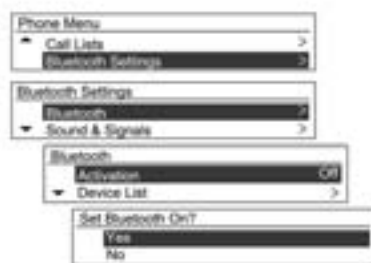 Phone Menu
Call Lists >
Bluetooth Settings >
Bluetooth Settings
Bluetooth >
Sound & Signals >
Bluetooth
Activation Off
Device List >
Set Bluetooth On?
Yes
No